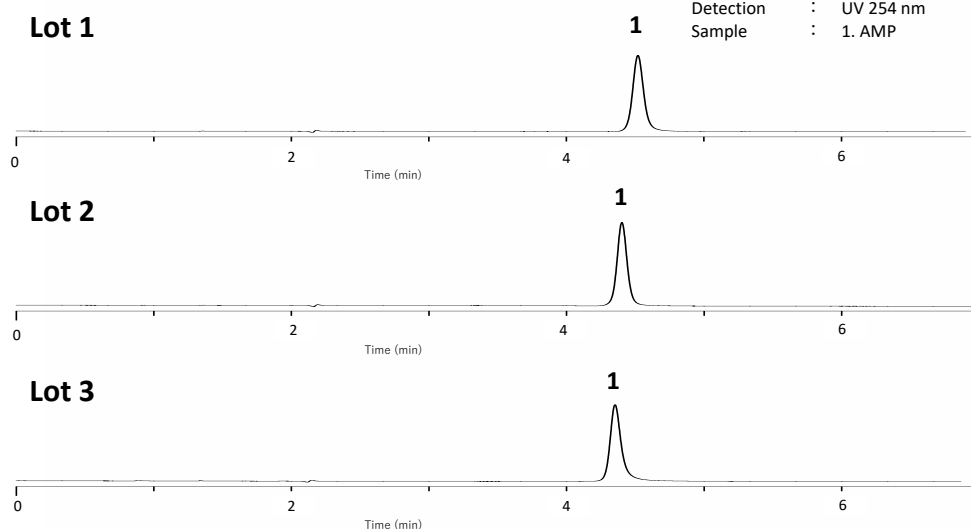 Detection : UV 254 nm
Lot 1
1
Sample : 1. AMP
0 2 4 6
Time (min)
Lot 2
1
0 2 4 6
Time (min)
Lot 3
1
0 2 4 6
Time (min)